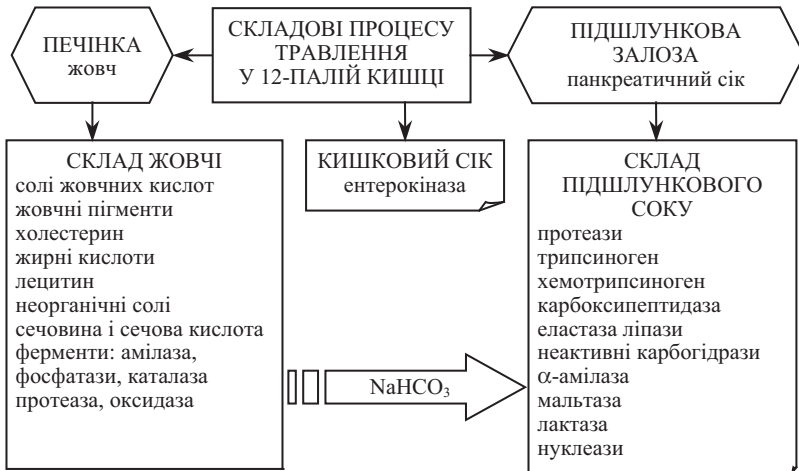 ПЕЧІНКА
жовч
СКЛАДОВІ ПРОЦЕСУ
ТРАВЛЕННЯ
У 12-ПАЛІЙ КИШЦІ
ПІДШЛУНКОВА
ЗАЛОЗА
панкреатичний сік
СКЛАД ЖОВЧІ
солі жовчних кислот
жовчні пігменти
холестерин
жирні кислоти
лецитин
неорганічні солі
сечовина і сечова кислота
ферменти: амілаза,
фосфатази, каталаза
протеаза, оксидаза
КИШКОВИЙ СІК
ентерокіназа
NaHCO₃
СКЛАД
ПІДШЛУНКОВОГО
СОКУ
протеази
трипсиноген
хемотрипсиноген
карбоксипептидаза
еластаза ліпази
неактивні карбогідрази
α-амілаза
мальтаза
лактаза
нуклеази